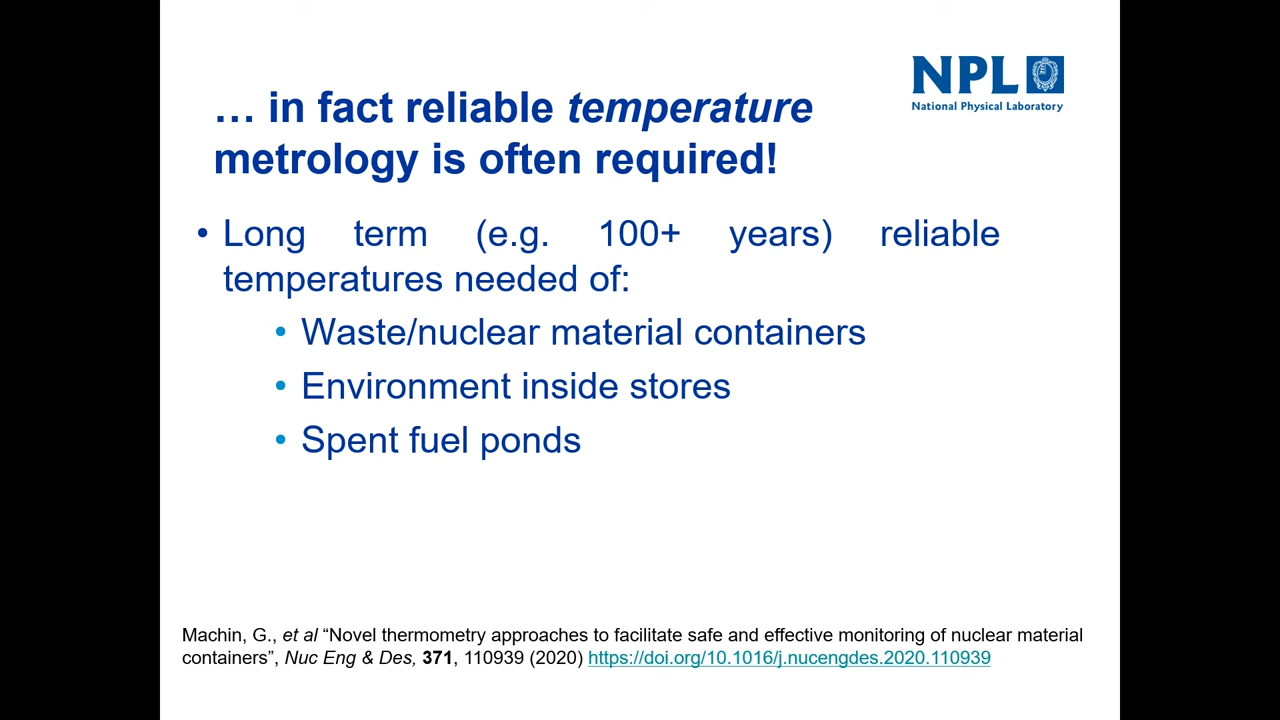 NPL
National Physical Laboratory
… in fact reliable temperature
metrology is often required!
• Long term (e.g. 100+ years) reliable
temperatures needed of:
• Waste/nuclear material containers
• Environment inside stores
• Spent fuel ponds
Machin, G., et al “Novel thermometry approaches to facilitate safe and effective monitoring of nuclear material
containers”, Nuc Eng & Des, 371, 110939 (2020) https://doi.org/10.1016/j.nucengdes.2020.110939